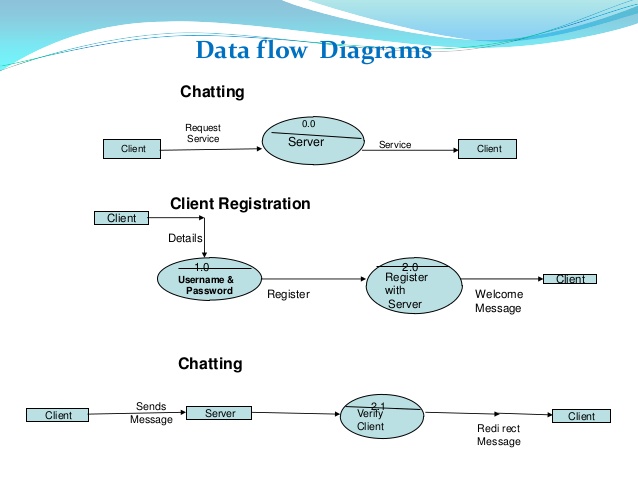 Data flow Diagrams
Chatting
Request
Service
0.0
Server
Client
Service
Client
Client Registration
Client
Details
1.0
Username &
Password
Register
2.0
Register
with
Server
Client
Welcome
Message
Chatting
Client
Sends
Message
Server
2.1
Verify
Client
Redi rect
Message
Client